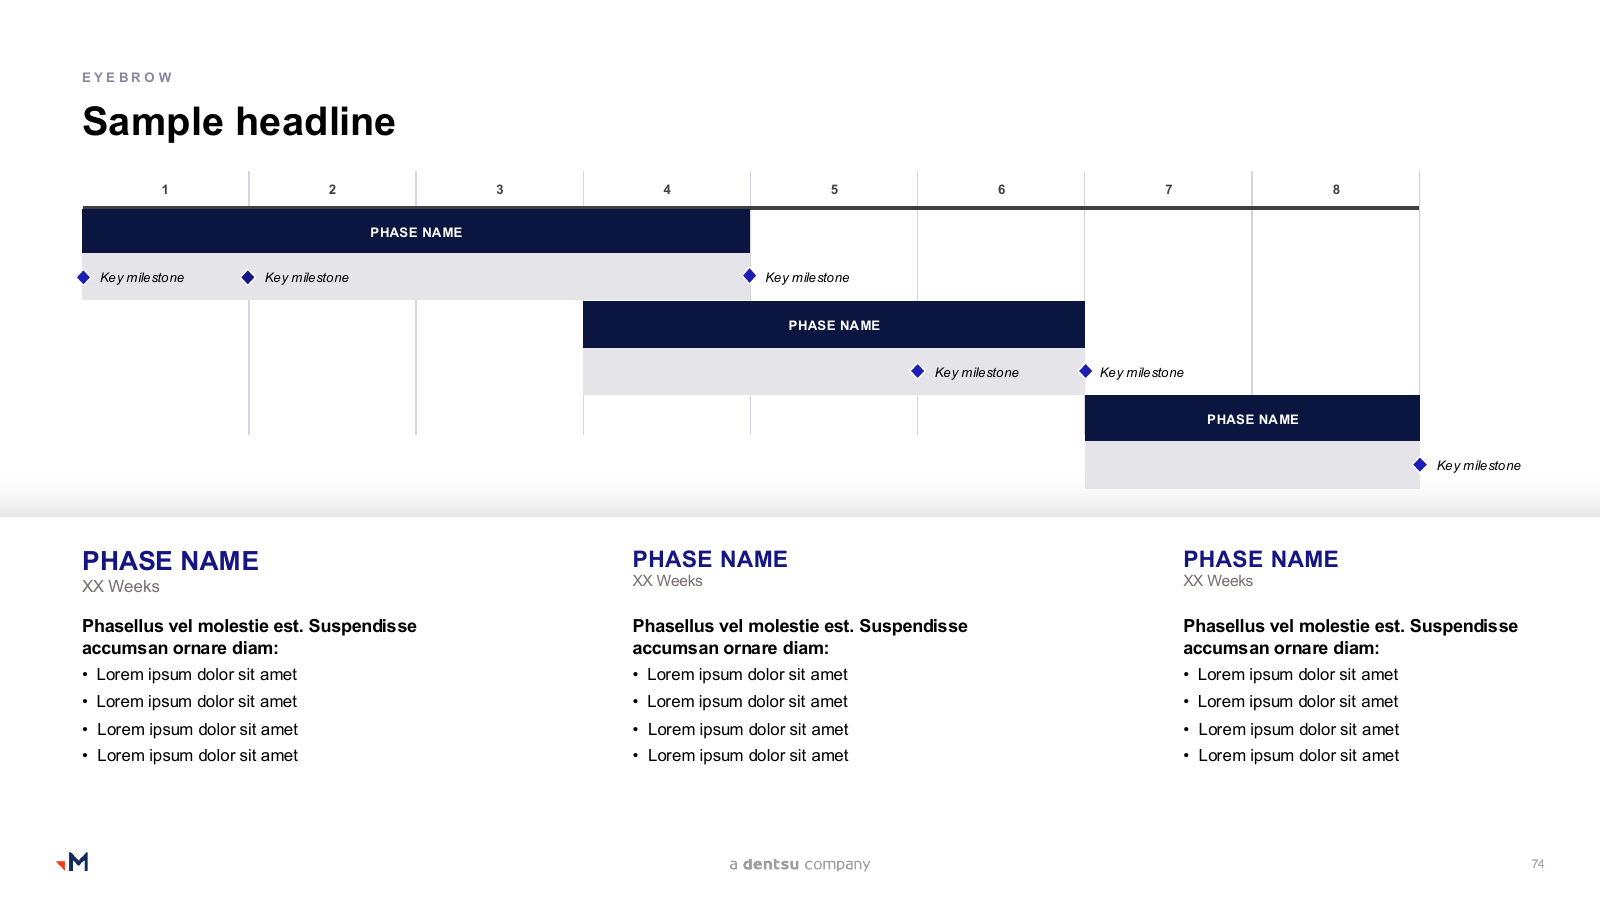 EYEBROW
Sample headline
1 2 3 4 5 6 7 8
PHASE NAME
Key milestone Key milestone Key milestone
PHASE NAME
Key milestone Key milestone
PHASE NAME
Key milestone
PHASE NAME
XX Weeks
Phasellus vel molestie est. Suspendisse
accumsan ornare diam:
• Lorem ipsum dolor sit amet
• Lorem ipsum dolor sit amet
• Lorem ipsum dolor sit amet
• Lorem ipsum dolor sit amet
PHASE NAME
XX Weeks
Phasellus vel molestie est. Suspendisse
accumsan ornare diam:
• Lorem ipsum dolor sit amet
• Lorem ipsum dolor sit amet
• Lorem ipsum dolor sit amet
• Lorem ipsum dolor sit amet
PHASE NAME
XX Weeks
Phasellus vel molestie est. Suspendisse
accumsan ornare diam:
• Lorem ipsum dolor sit amet
• Lorem ipsum dolor sit amet
• Lorem ipsum dolor sit amet
• Lorem ipsum dolor sit amet
M
a dentsu company
74